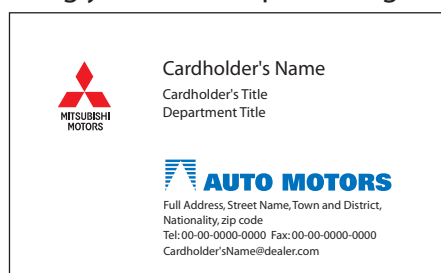 Cardholder's Name
Cardholder's Title
Department Title
MITSUBISHI
MOTORS
AUTO MOTORS
Full Address, Street Name, Town and District,
Nationality, zip code
Tel: 00-00-0000-0000 Fax: 00-00-0000-0000
Cardholder'sName@dealer.com